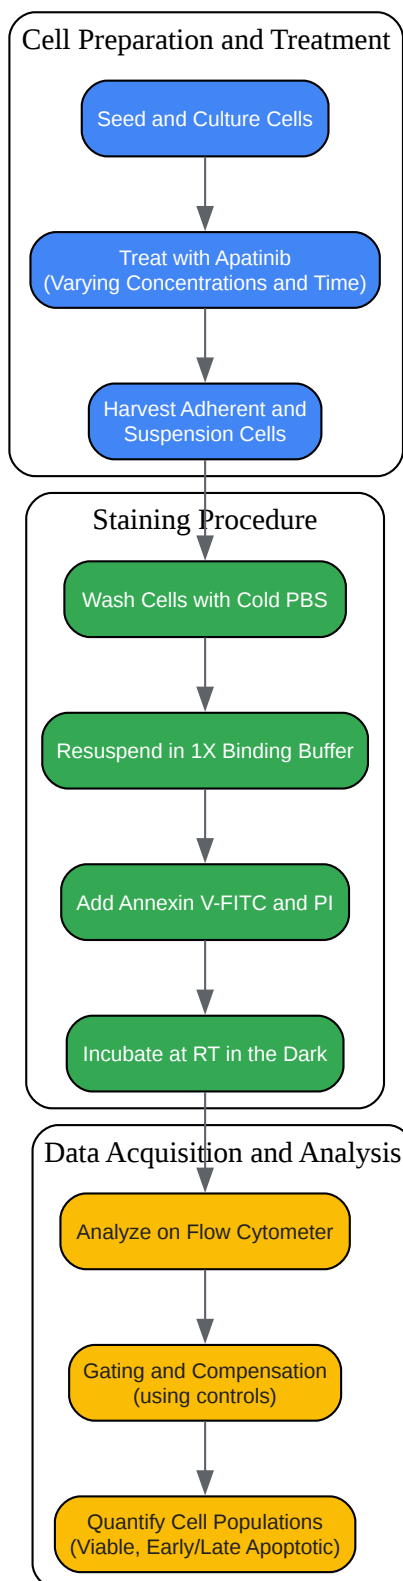 Cell Preparation and Treatment
Seed and Culture Cells
Treat with Apatinib
(Varying Concentrations and Time)
Harvest Adherent and
Suspension Cells
Staining Procedure
Wash Cells with Cold PBS
Resuspend in 1X Binding Buffer
Add Annexin V-FITC and PI
Incubate at RT in the Dark
Data Acquisition and Analysis
Analyze on Flow Cytometer
Gating and Compensation
(using controls)
Quantify Cell Populations
(Viable, Early/Late Apoptotic)